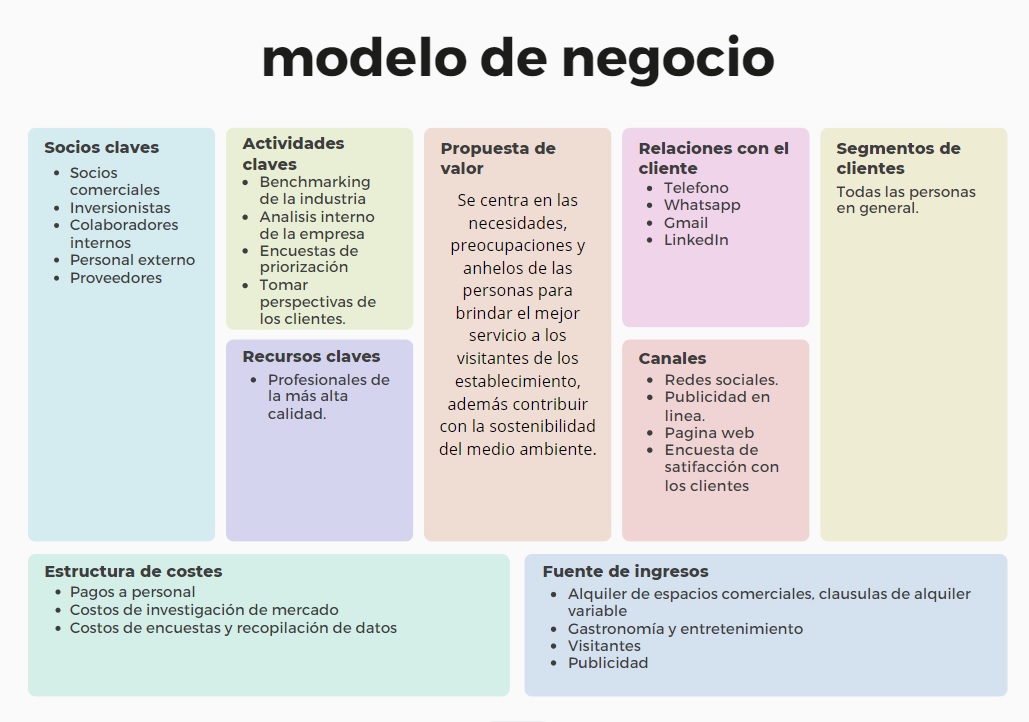 modelo de negocio
Socios claves
• Socios
comerciales
• Inversionistas
• Colaboradores
internos
• Personal externo
• Proveedores
Actividades
claves
• Benchmarking
de la industria
• Analisis interno
de la empresa
• Encuestas de
priorización
• Tomar
perspectivas de
los clientes.
Recursos claves
• Profesionales de
la más alta
calidad.
Propuesta de
valor
Se centra en las
necesidades,
preocupaciones y
anhelos de las
personas para
brindar el mejor
servicio a los
visitantes de los
establecimiento,
además contribuir
con la sostenibilidad
del medio ambiente.
Relaciones con el
cliente
• Telefono
• Whatsapp
• Gmail
• LinkedIn
Canales
• Redes sociales.
• Publicidad en
linea.
• Pagina web
• Encuesta de
satifacción con
los clientes
Segmentos de
clientes
Todas las personas
en general.
Estructura de costes
• Pagos a personal
• Costos de investigación de mercado
• Costos de encuestas y recopilación de datos
Fuente de ingresos
• Alquiler de espacios comerciales, clausulas de alquiler
variable
• Gastronomía y entretenimiento
• Visitantes
• Publicidad